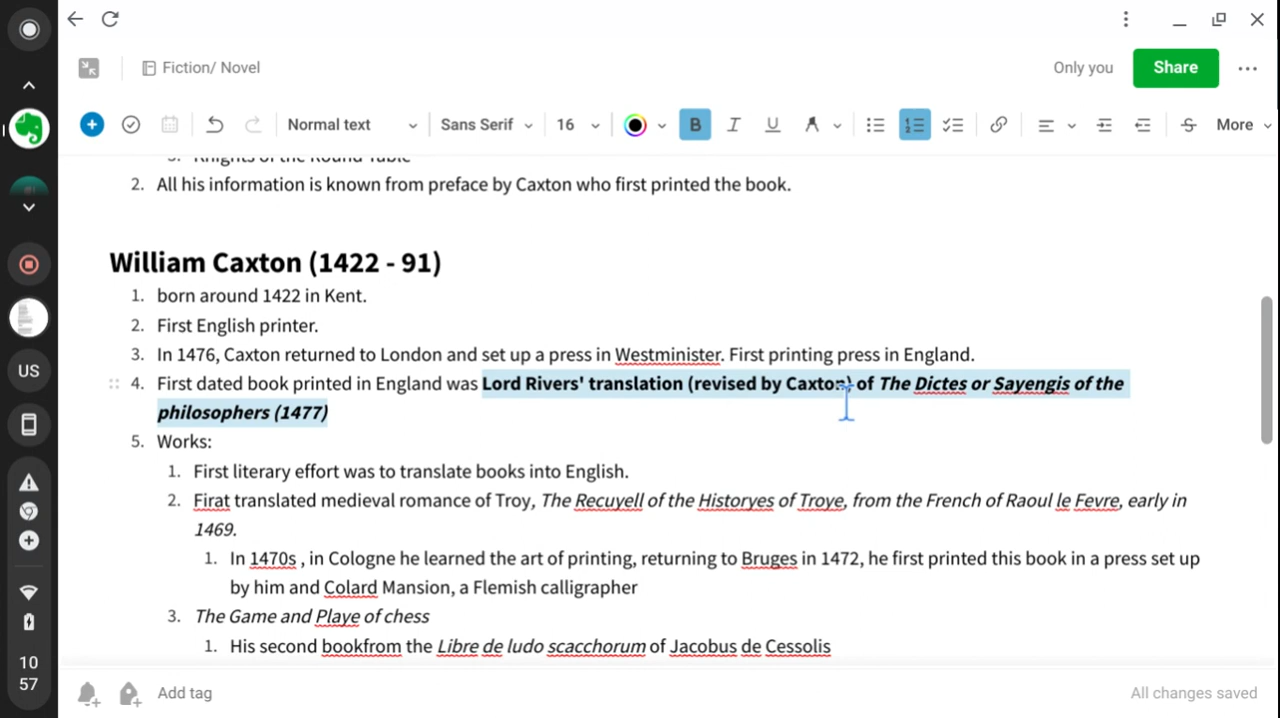 Fiction/ Novel
Only you
Share
Normal text
Sans Serif
16
B
I
U
More
3. Knights of the Round Table
2. All his information is known from preface by Caxton who first printed the book.
William Caxton (1422 - 91)
1. born around 1422 in Kent.
2. First English printer.
3. In 1476, Caxton returned to London and set up a press in Westminister. First printing press in England.
4. First dated book printed in England was Lord Rivers' translation (revised by Caxton) of The Dictes or Sayengis of the
philosophers (1477)
5. Works:
1. First literary effort was to translate books into English.
2. Firat translated medieval romance of Troy, The Recuyell of the Historyes of Troye, from the French of Raoul le Fevre, early in
1469.
1. In 1470s , in Cologne he learned the art of printing, returning to Bruges in 1472, he first printed this book in a press set up
by him and Colard Mansion, a Flemish calligrapher
3. The Game and Playe of chess
1. His second bookfrom the Libre de ludo scacchorum of Jacobus de Cessolis
Add tag
All changes saved
US
10
57